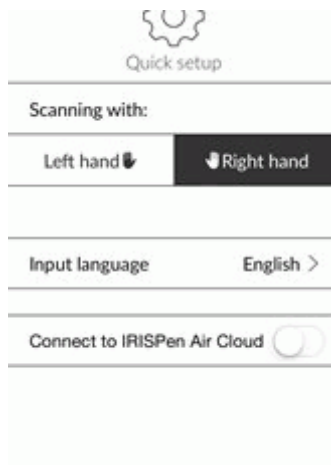 Quick setup
Scanning with:
Left hand Right hand
Input language English >
Connect to IRISPen Air Cloud